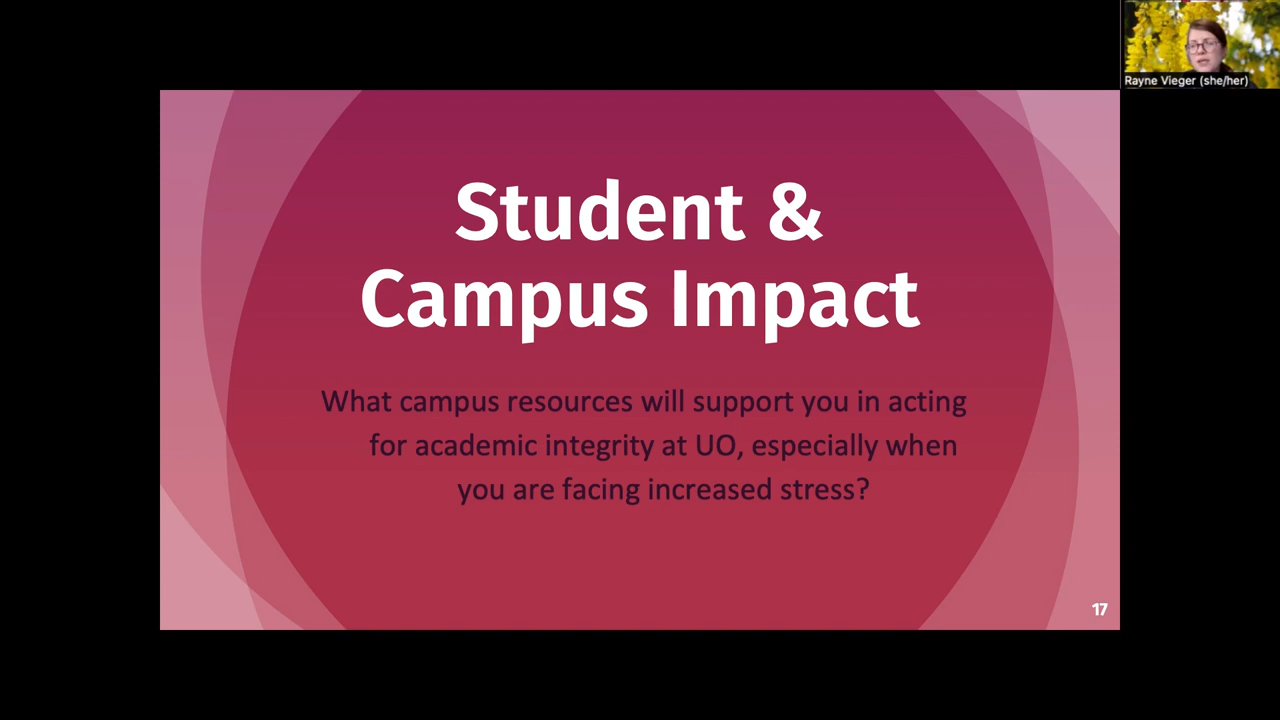 Rayne Vieger (she/her)
Student &
Campus Impact
What campus resources will support you in acting
for academic integrity at UO, especially when
you are facing increased stress?
17